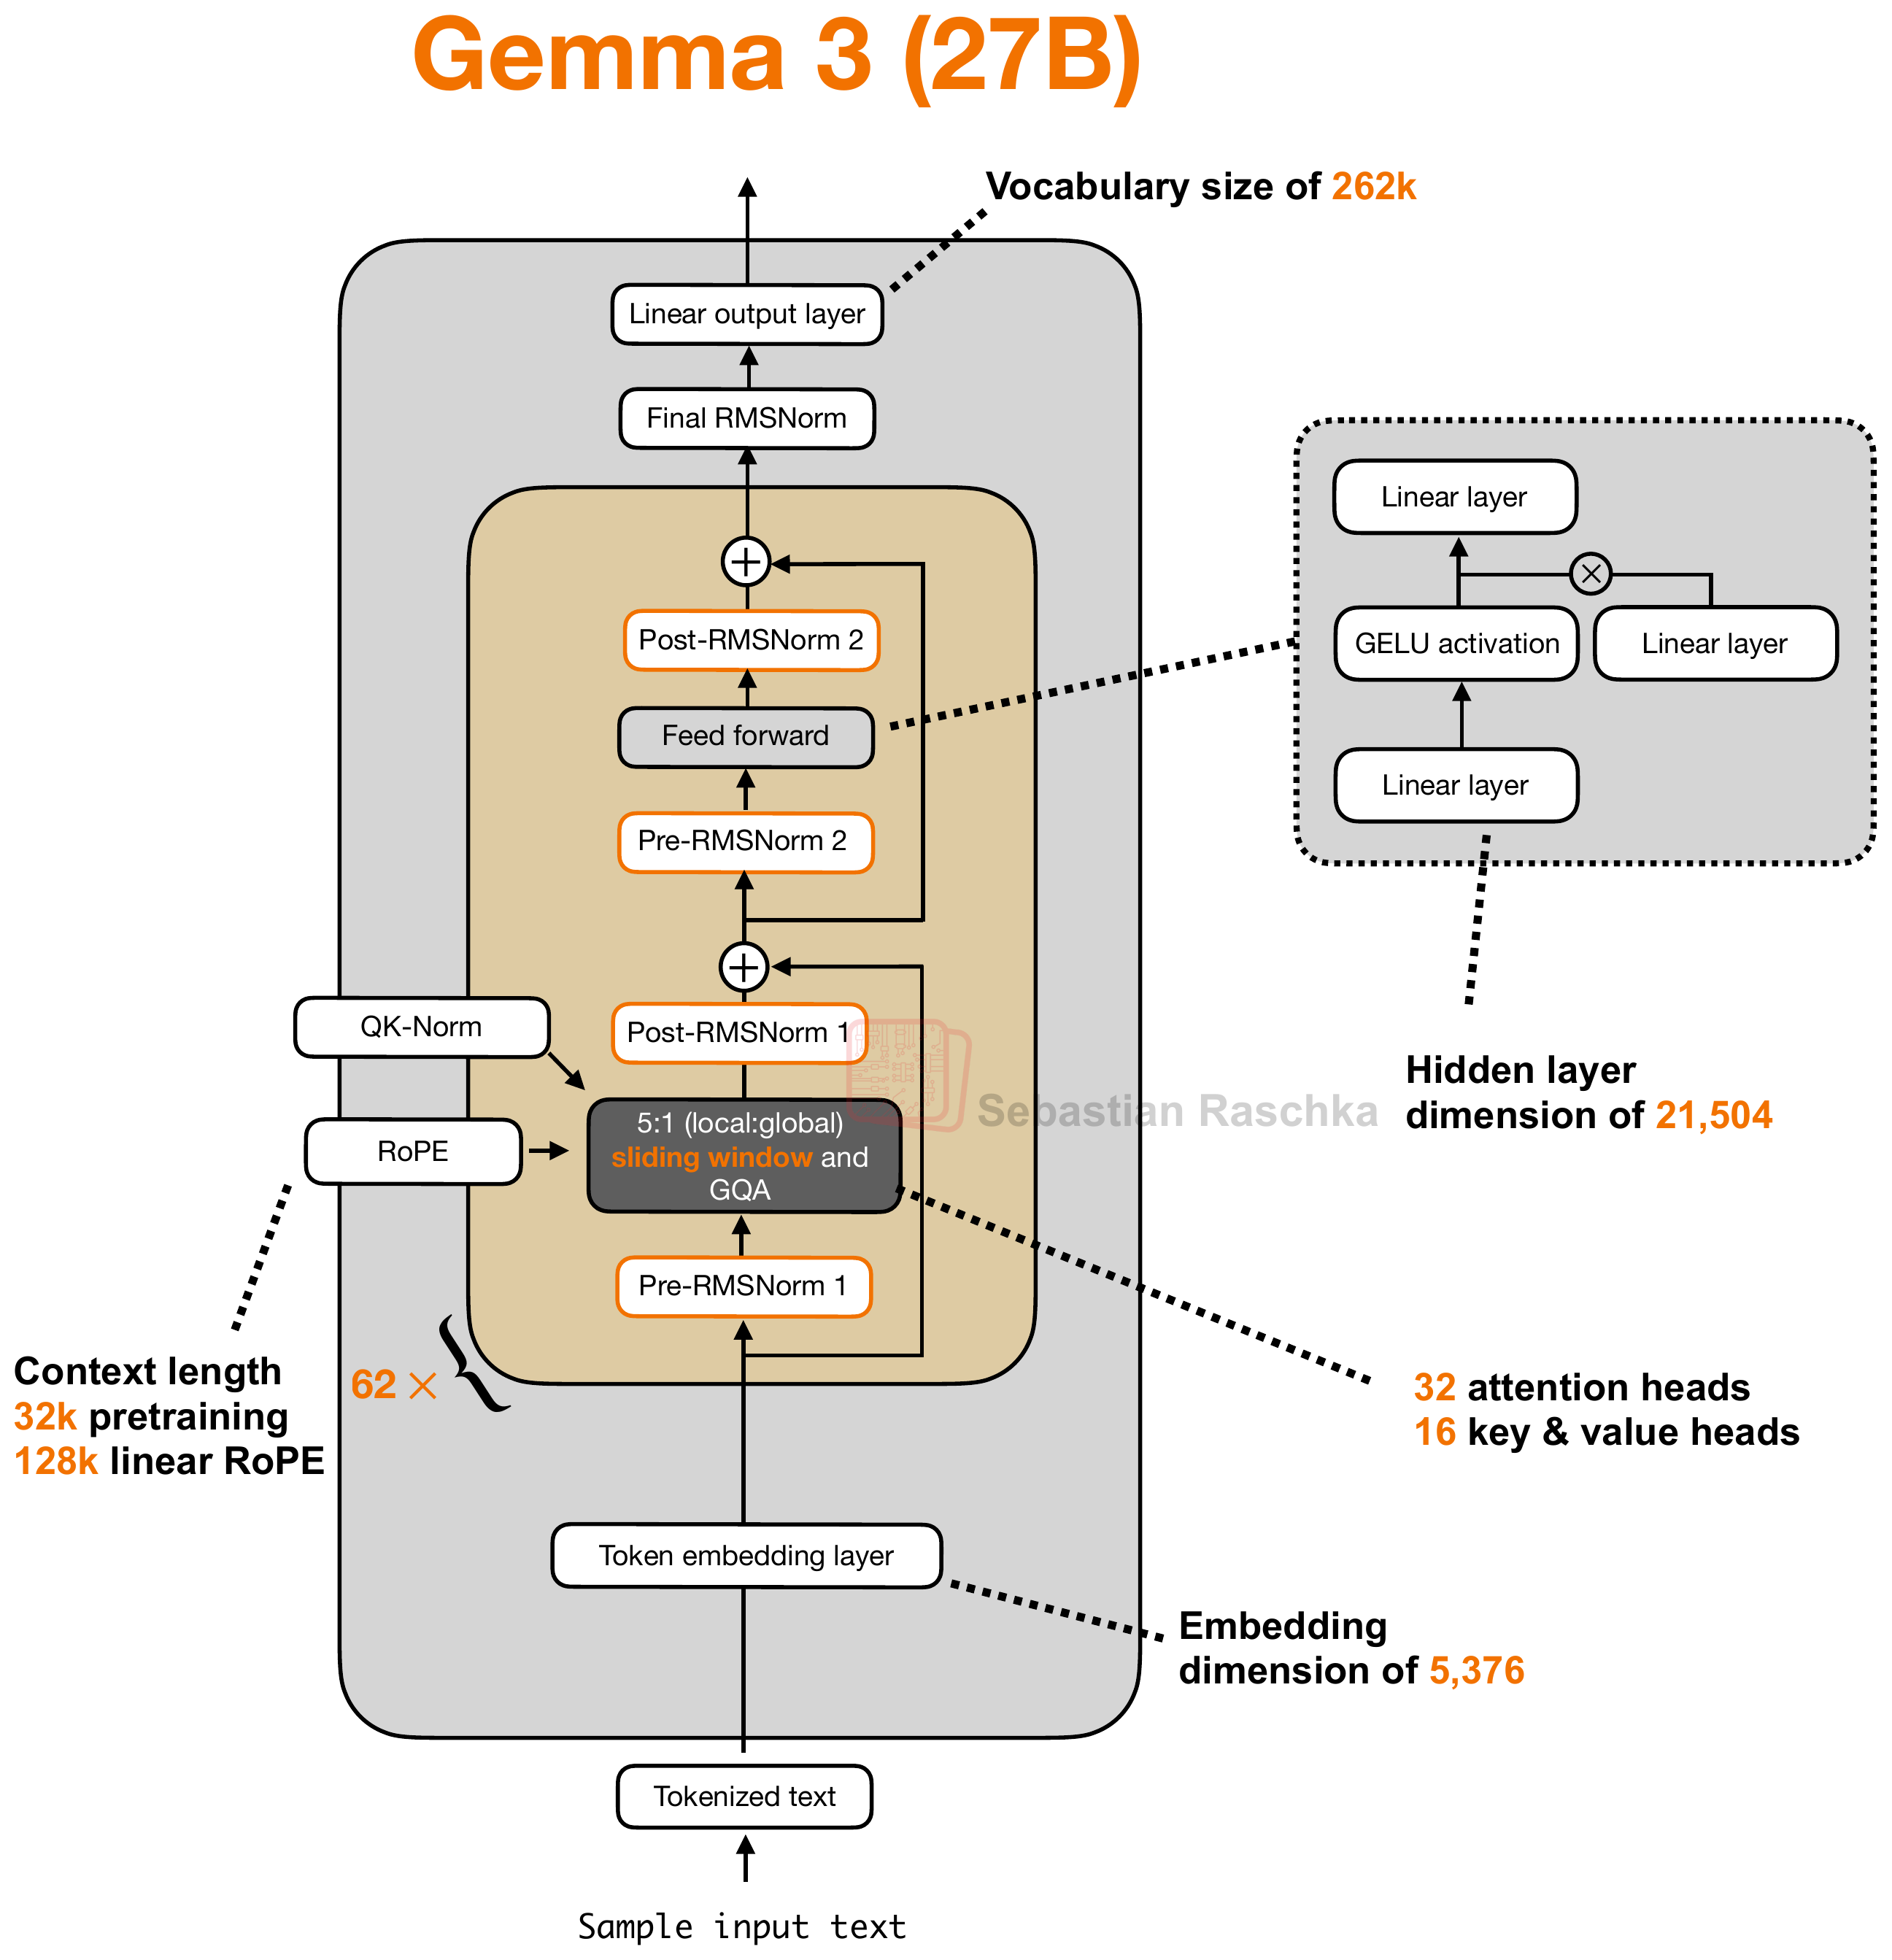 Gemma 3 (27B)
Vocabulary size of 262k
Linear output layer
Final RMSNorm
Post-RMSNorm 2
Feed forward
Pre-RMSNorm 2
Linear layer
GELU activation
Linear layer
Linear layer
Hidden layer
dimension of 21,504
QK-Norm
RoPE
Post-RMSNorm 1
5:1 (local:global)
sliding window and
GQA
Pre-RMSNorm 1
Sebastian Raschka
Context length
32k pretraining
128k linear RoPE
62 ×
32 attention heads
16 key & value heads
Token embedding layer
Embedding
dimension of 5,376
Tokenized text
Sample input text